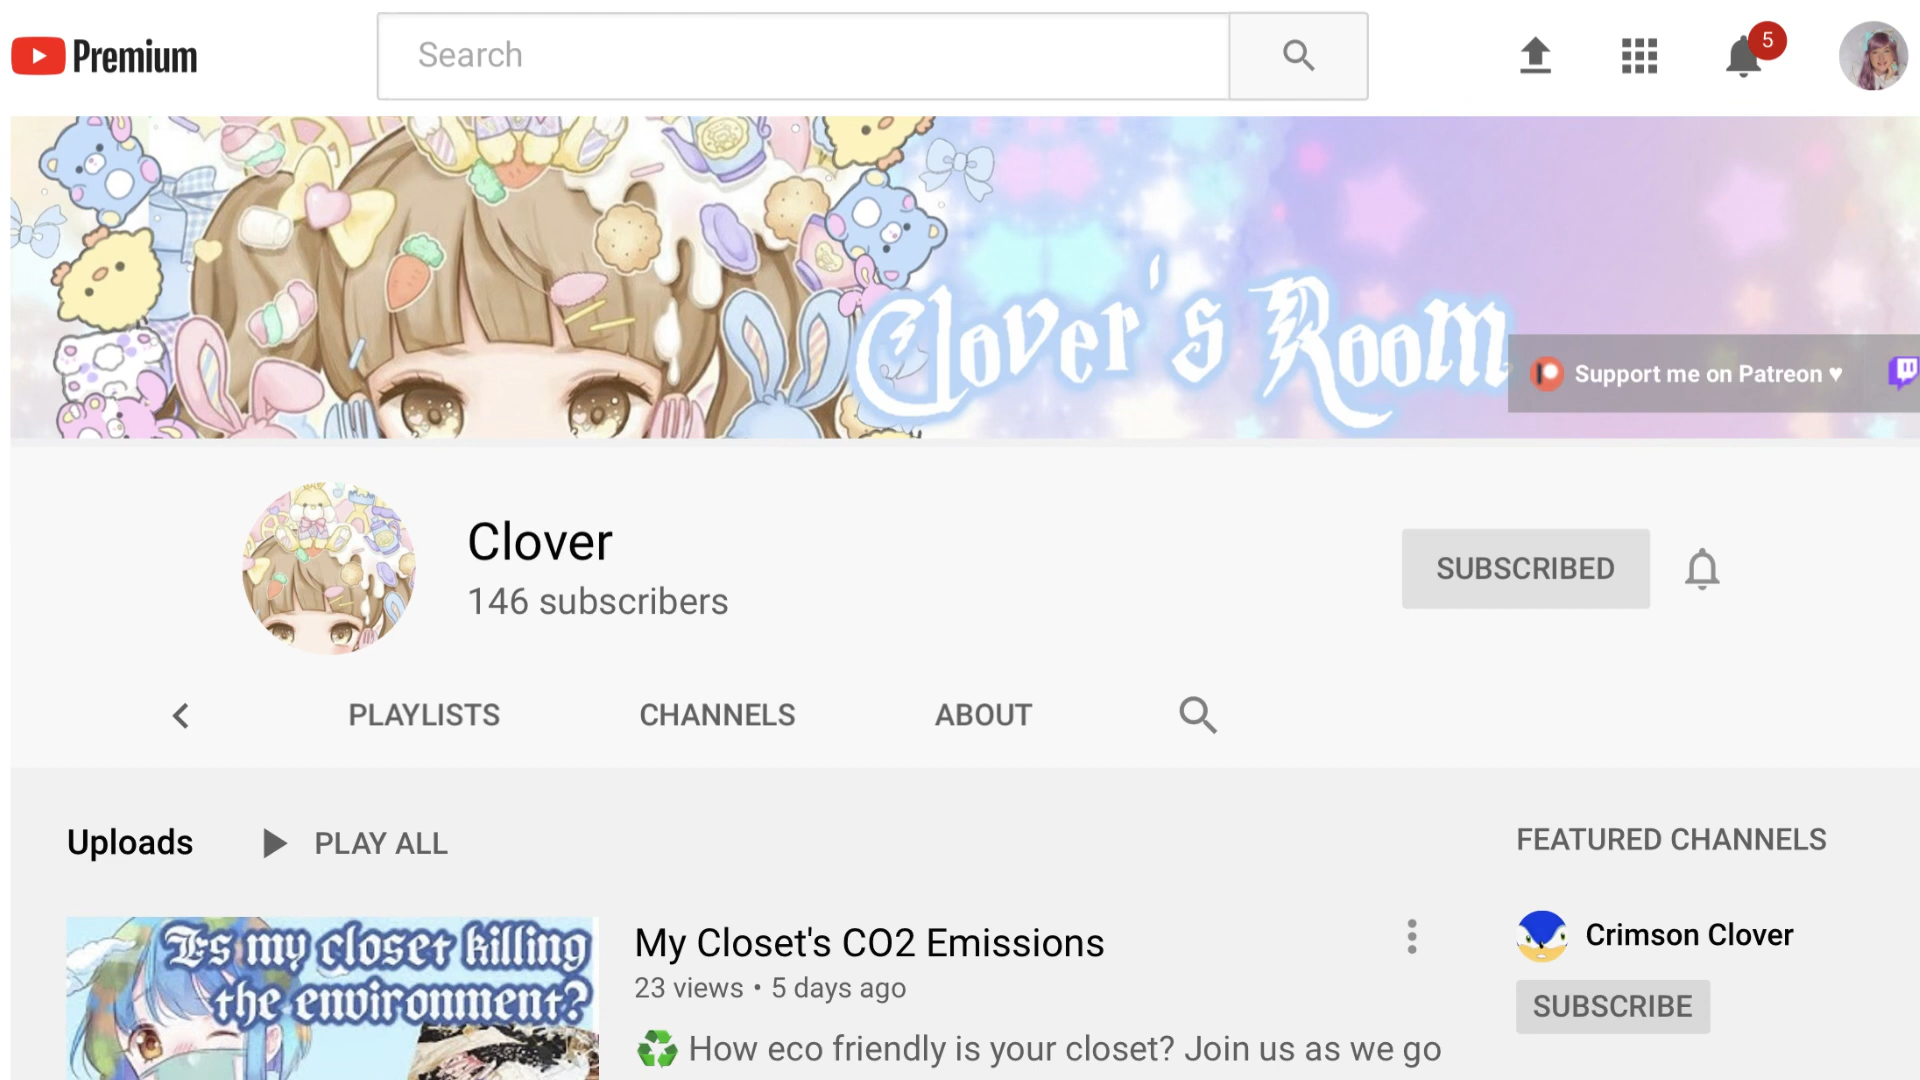 Premium
Search
5
Clover's Room
Support me on Patreon ♥
Clover
146 subscribers
SUBSCRIBED
PLAYLISTS
CHANNELS
ABOUT
Uploads
PLAY ALL
FEATURED CHANNELS
Is my closet killing
the environment?
My Closet's CO2 Emissions
23 views • 5 days ago
♻️ How eco friendly is your closet? Join us as we go
Crimson Clover
SUBSCRIBE